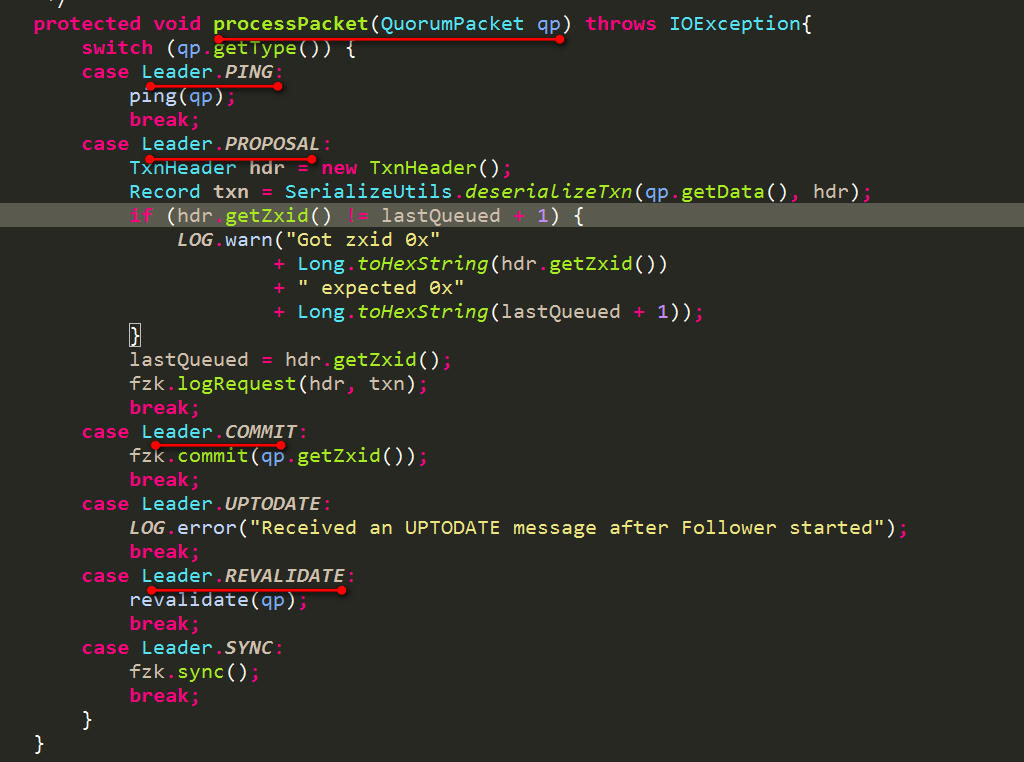 */
protected void processPacket(QuorumPacket qp) throws IOException{
    switch (qp.getType()) {
    case Leader.PING:
        ping(qp);
        break;
    case Leader.PROPOSAL:
        TxnHeader hdr = new TxnHeader();
        Record txn = SerializeUtils.deserializeTxn(qp.getData(), hdr);
        if (hdr.getZxid() != lastQueued + 1) {
            LOG.warn("Got zxid 0x"
                    + Long.toHexString(hdr.getZxid())
                    + " expected 0x"
                    + Long.toHexString(lastQueued + 1));
        }
        lastQueued = hdr.getZxid();
        fzk.logRequest(hdr, txn);
        break;
    case Leader.COMMIT:
        fzk.commit(qp.getZxid());
        break;
    case Leader.UPTODATE:
        LOG.error("Received an UPTODATE message after Follower started");
        break;
    case Leader.REVALIDATE:
        revalidate(qp);
        break;
    case Leader.SYNC:
        fzk.sync();
        break;
    }
}